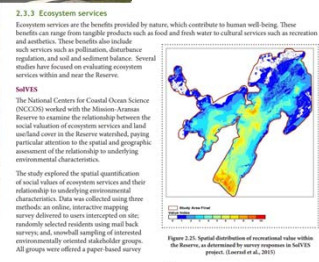 2.3.3 Ecosystem services
Ecosystem services are the benefits provided by nature, which contribute to human well-being. These
benefits can range from tangible products such as food and fresh water to cultural services such as recreation
and aesthetics. These benefits also include
such services such as pollination, disturbance
regulation, and soil and sediment balance. Several
studies have focused on evaluating ecosystem
services within and near the Reserve.
SolVES
The National Centers for Coastal Ocean Science
(NCCOS) worked with the Mission-Aransas
Reserve to examine the relationship between the
social valuation of ecosystem services and land
use/land cover in the Reserve watershed, paying
particular attention to the spatial and geographic
assessment of the relationship to underlying
environmental characteristics.
The study explored the spatial quantification
of social values of ecosystem services and their
relationship to underlying environmental
characteristics. Data was collected using three
methods: an online, interactive mapping
survey delivered to users intercepted on site;
randomly selected residents using mail back
surveys; and, snowball sampling of interested
environmentally oriented stakeholder groups.
All groups were offered a paper-based survey
Study Area Final
Value Index
Figure 2.25. Spatial distribution of recreational value within
the Reserve, as determined by survey responses in SolVES
project. (Loerzel et al., 2015)